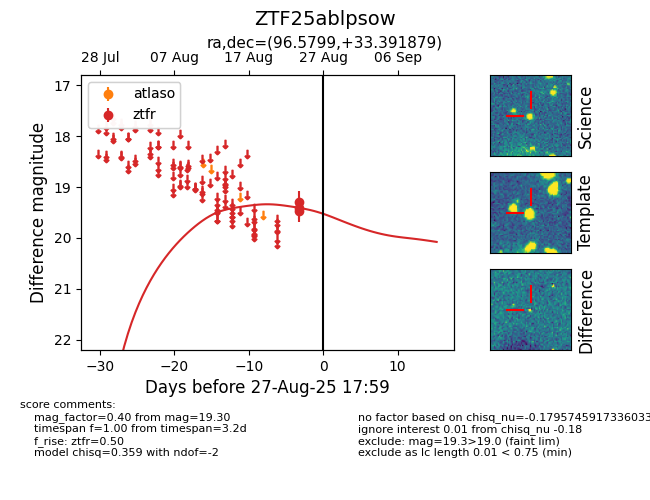 ZTF25ablpsow
ra,dec=(96.5799,+33.391879)
28 Jul 07 Aug 17 Aug 27 Aug 06 Sep
atlaso
ztfr
17
18
19
20
21
22
Difference magnitude
−30 −20 −10 0 10
Days before 27-Aug-25 17:59
Science
Template
Difference
score comments:
mag_factor=0.40 from mag=19.30
timespan f=1.00 from timespan=3.2d
f_rise: ztfr=0.50
model chisq=0.359 with ndof=-2
no factor based on chisq_nu=-0.1795745917336033
ignore interest 0.01 from chisq_nu -0.18
exclude: mag=19.3>19.0 (faint lim)
exclude as lc length 0.01 < 0.75 (min)